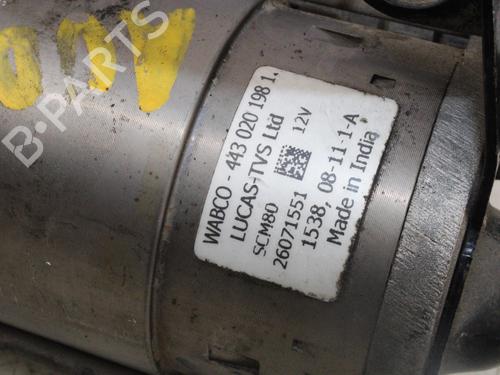 WABCO - 443 020 198 1.
LUCAS-TVS Ltd
SCM80 12V
26071551
1538, 08-11-1-A
Made in India
B-PARTS